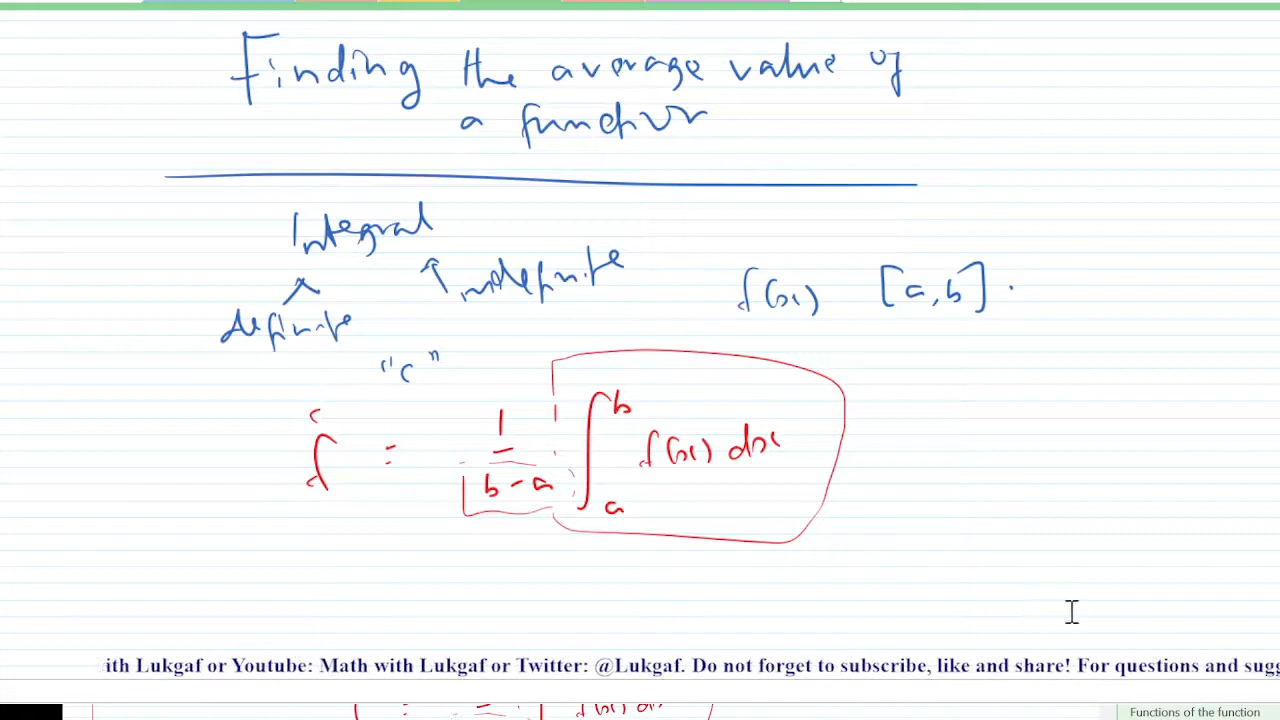 Finding the average value of
a function
Integral
definite
indefinite
f(x) [a,b].
"c"
f = 1/(b-a) ∫_a^b f(x) dx
ith Lukgaf or Youtube: Math with Lukgaf or Twitter: @Lukgaf. Do not forget to subscribe, like and share! For questions and sugg
Functions of the function